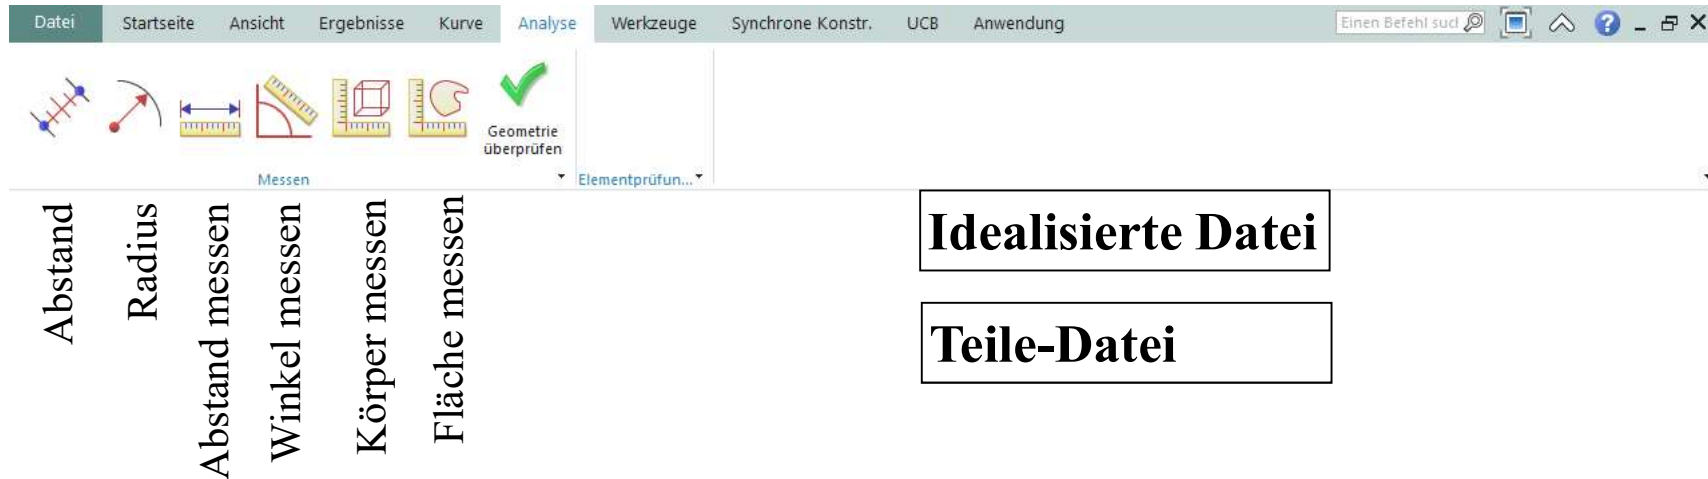 Datei Startseite Ansicht Ergebnisse Kurve Analyse Werkzeuge Synchrone Konstr. UCB Anwendung Einen Befehl sucl
Geometrie
überprüfen
Messen Elementprüfun...
Abstand
Radius
Abstand messen
Winkel messen
Körper messen
Fläche messen
Idealisierte Datei
Teile-Datei